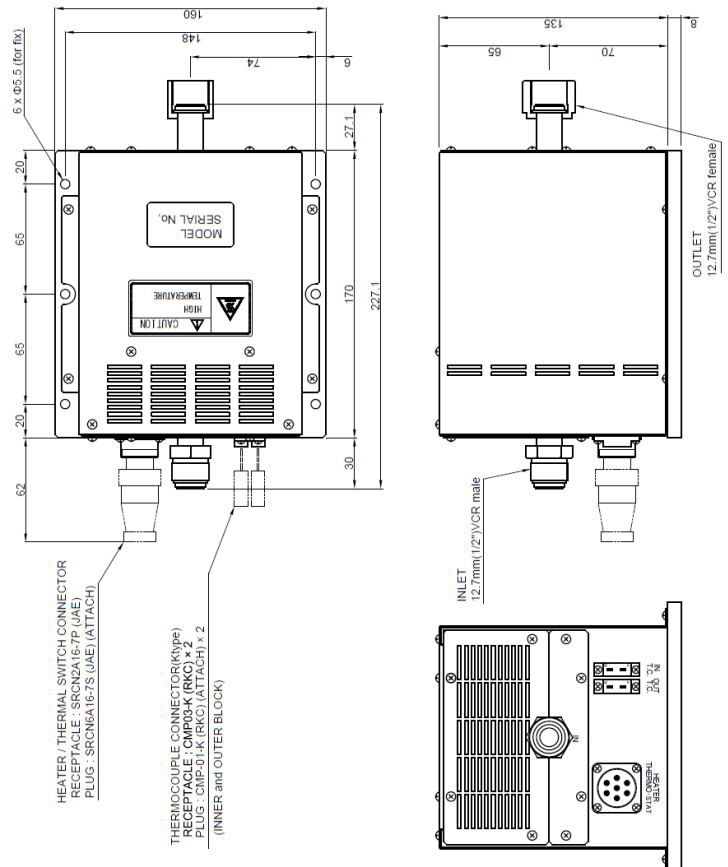 160
148
74
6
6 x Φ5.5 (for fix)
27.1
20
65
65
20
62
170
227.1
30
MODEL
SERIAL No,
CAUTION
HIGH
TEMPERATURE
HEATER / THERMAL SWITCH CONNECTOR
RECEPTACLE : SRCN2A16-7P (JAE)
PLUG : SRCN6A16-7S (JAE) (ATTACH)
THERMOCOUPLE CONNECTOR(Ktype)
RECEPTACLE : CMP03-K (RKC) × 2
PLUG : CMP-01-K (RKC) (ATTACH) × 2
(INNER and OUTER BLOCK)
135
65
70
8
OUTLET
12.7mm(1/2")VCR female
INLET
12.7mm(1/2")VCR male
IN OUT
T.C. T.C.
IN
HEATER
THERMO-STAT